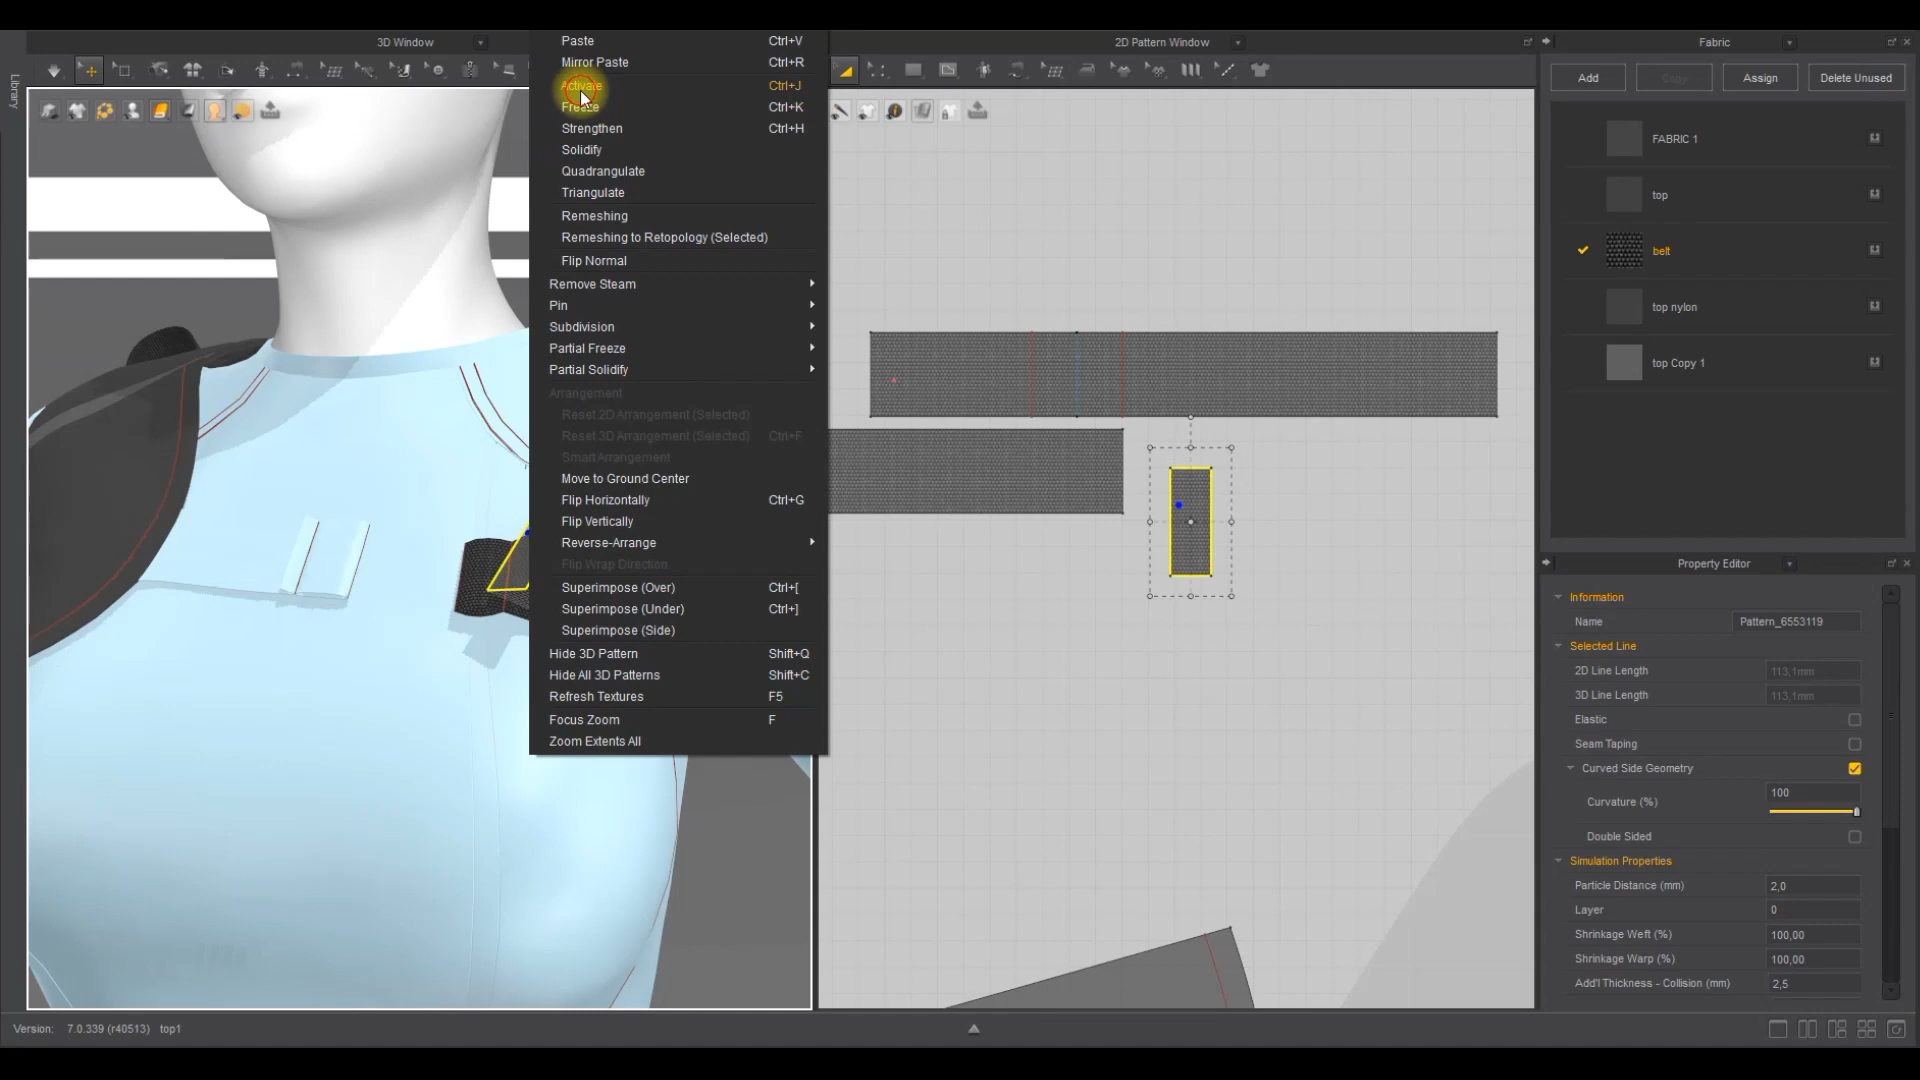 3D Window
2D Pattern Window
Fabric
Library
Paste Ctrl+V
Mirror Paste Ctrl+R
Activate Ctrl+J
Freeze Ctrl+K
Strengthen Ctrl+H
Solidify
Quadrangulate
Triangulate
Remeshing
Remeshing to Retopology (Selected)
Flip Normal
Remove Steam
Pin
Subdivision
Partial Freeze
Partial Solidify
Arrangement
Reset 2D Arrangement (Selected)
Reset 3D Arrangement (Selected) Ctrl+F
Smart Arrangement
Move to Ground Center
Flip Horizontally Ctrl+G
Flip Vertically
Reverse-Arrange
Flip Wrap Direction
Superimpose (Over) Ctrl+[
Superimpose (Under) Ctrl+]
Superimpose (Side)
Hide 3D Pattern Shift+Q
Hide All 3D Patterns Shift+C
Refresh Textures F5
Focus Zoom F
Zoom Extents All
Add Copy Assign Delete Unused
FABRIC 1
top
belt
top nylon
top Copy 1
Property Editor
Information
Name Pattern_6553119
Selected Line
2D Line Length 113,1mm
3D Line Length 113,1mm
Elastic
Seam Taping
Curved Side Geometry
Curvature (%) 100
Double Sided
Simulation Properties
Particle Distance (mm) 2,0
Layer 0
Shrinkage Weft (%) 100,00
Shrinkage Warp (%) 100,00
Add'l Thickness - Collision (mm) 2,5
Version: 7.0.339 (r40513) top1